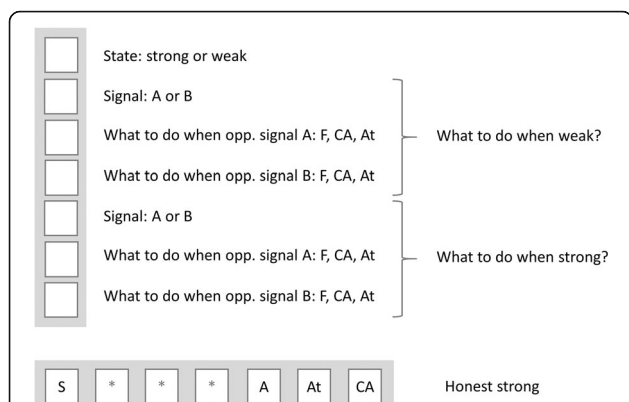 State: strong or weak
Signal: A or B
What to do when opp. signal A: F, CA, At
What to do when weak?
What to do when opp. signal B: F, CA, At
Signal: A or B
What to do when opp. signal A: F, CA, At
What to do when strong?
What to do when opp. signal B: F, CA, At
S * * * A At CA Honest strong